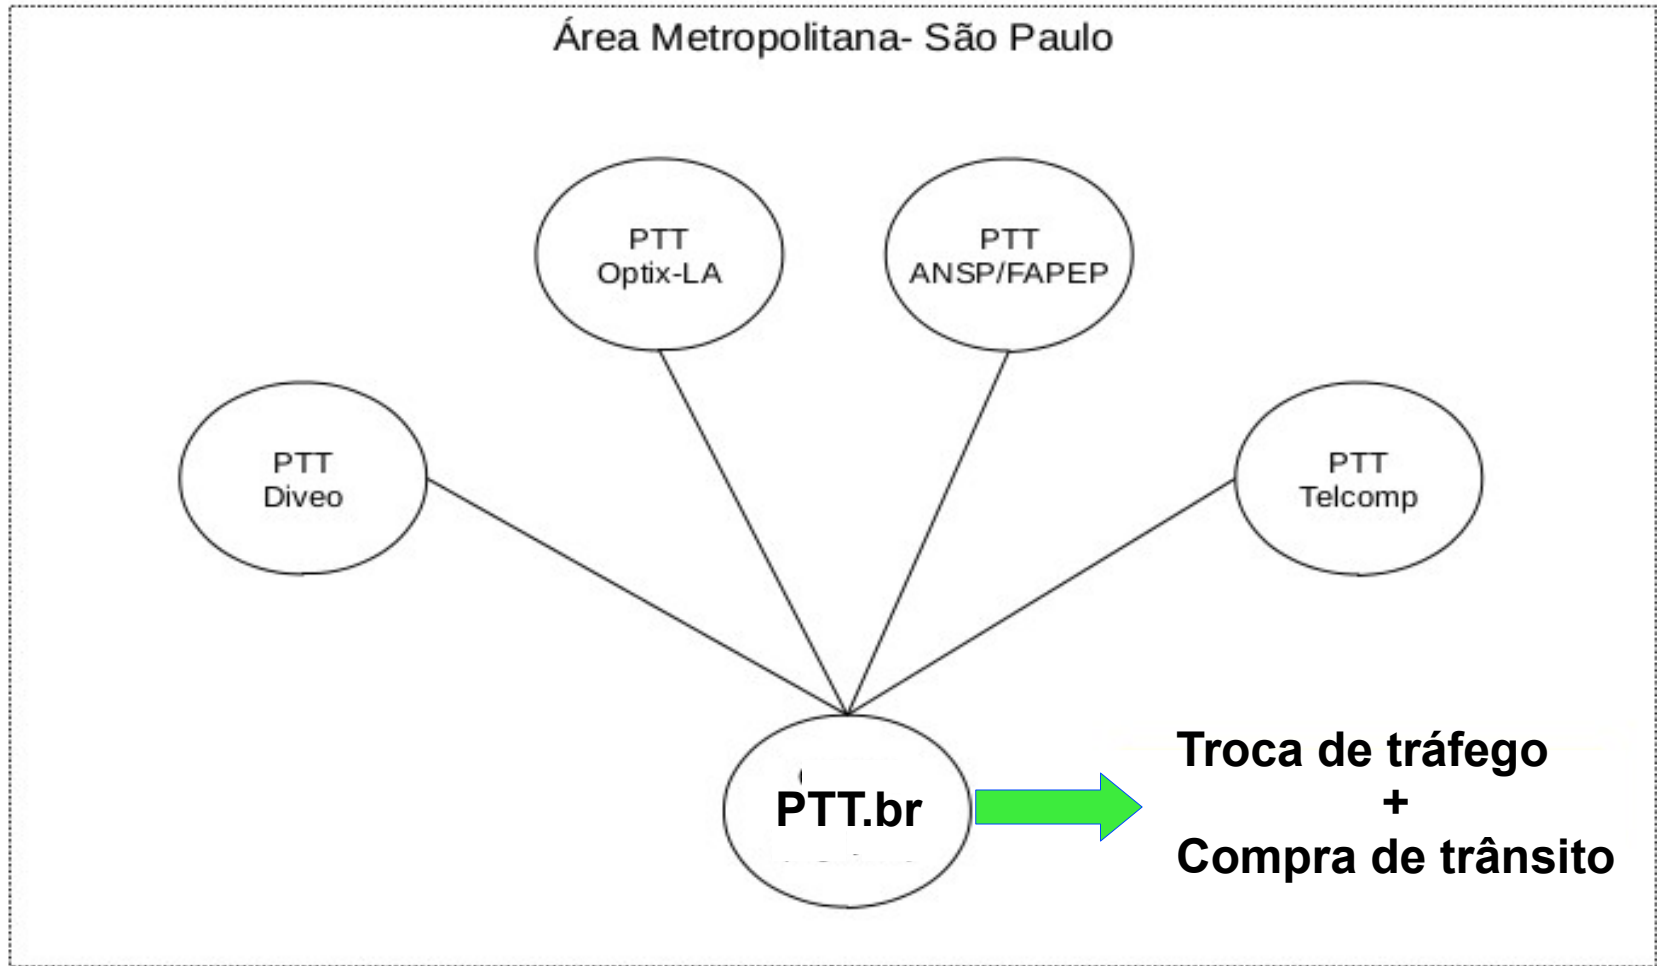 Área Metropolitana- São Paulo
PTT
Optix-LA
PTT
ANSP/FAPEP
PTT
Diveo
PTT
Telcomp
PTT.br
Troca de tráfego
+
Compra de trânsito